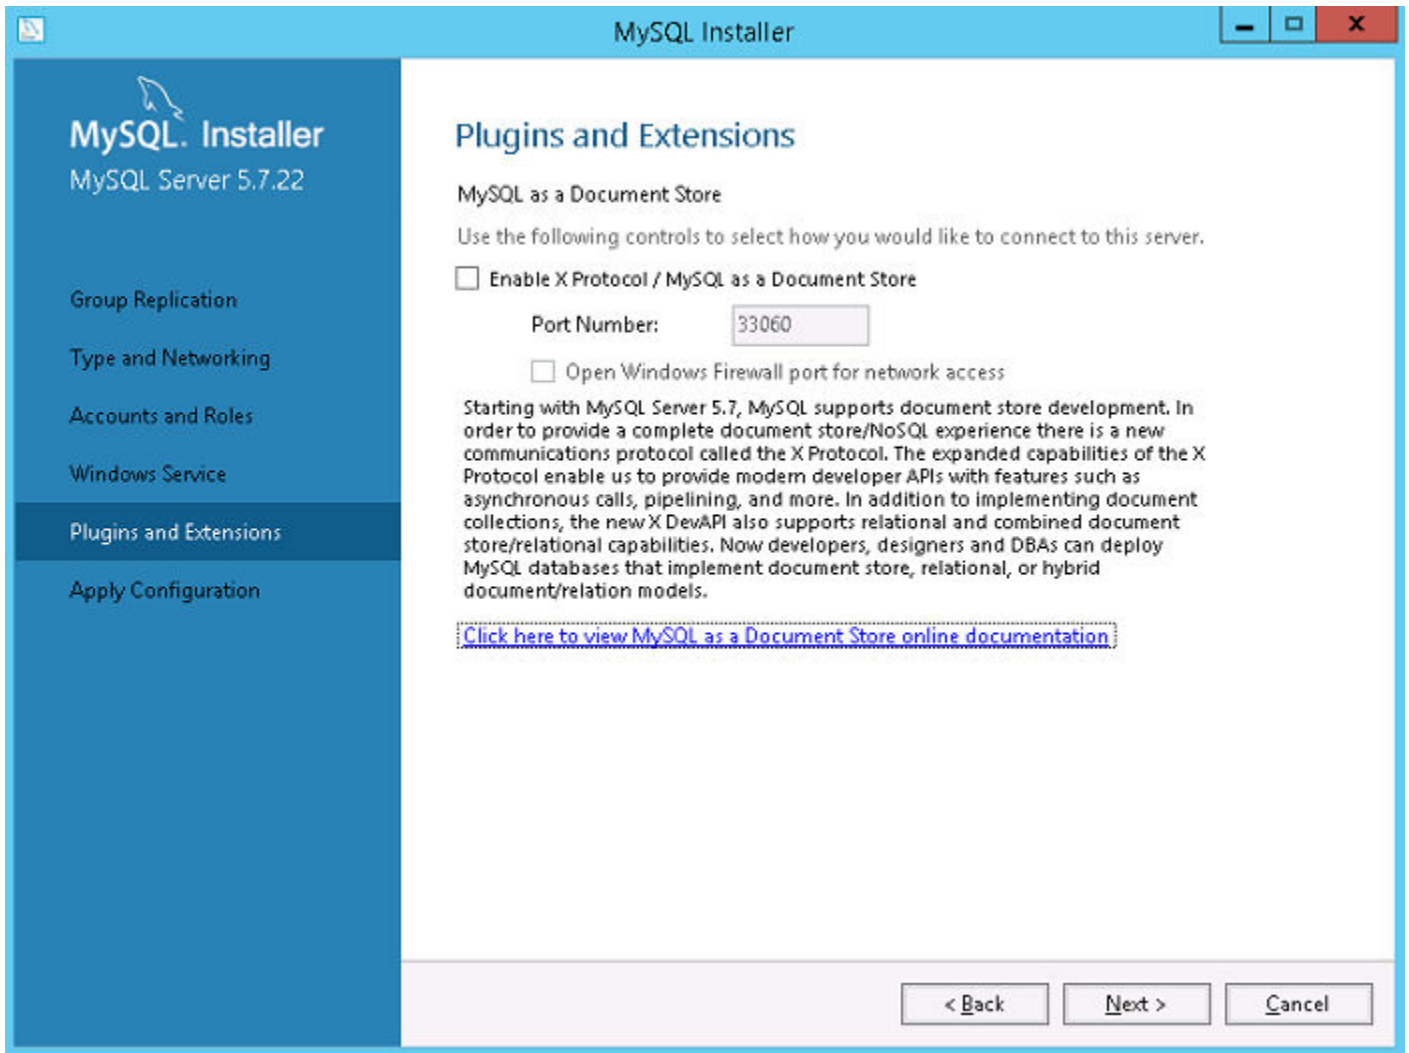 MySQL Installer
MySQL. Installer
MySQL Server 5.7.22
Group Replication
Type and Networking
Accounts and Roles
Windows Service
Plugins and Extensions
Apply Configuration
Plugins and Extensions
MySQL as a Document Store
Use the following controls to select how you would like to connect to this server.
Enable X Protocol / MySQL as a Document Store
Port Number: 33060
Open Windows Firewall port for network access
Starting with MySQL Server 5.7, MySQL supports document store development. In
order to provide a complete document store/NoSQL experience there is a new
communications protocol called the X Protocol. The expanded capabilities of the X
Protocol enable us to provide modern developer APIs with features such as
asynchronous calls, pipelining, and more. In addition to implementing document
collections, the new X DevAPI also supports relational and combined document
store/relational capabilities. Now developers, designers and DBAs can deploy
MySQL databases that implement document store, relational, or hybrid
document/relation models.
Click here to view MySQL as a Document Store online documentation
< Back Next > Cancel